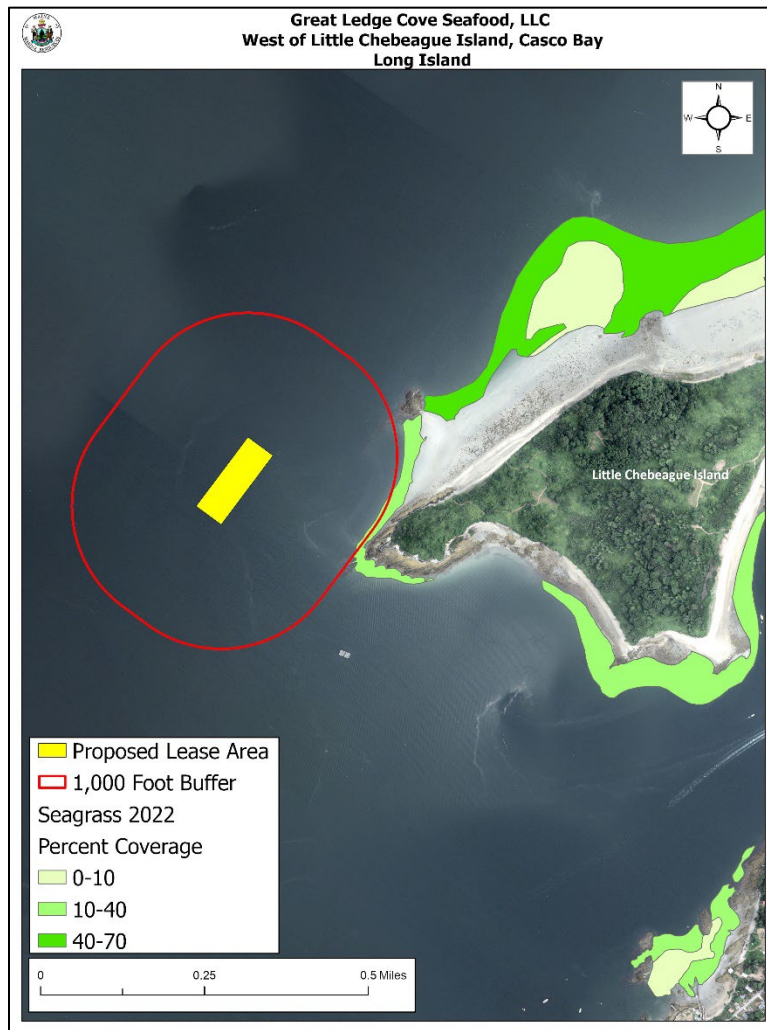 Great Ledge Cove Seafood, LLC
West of Little Chebeague Island, Casco Bay
Long Island
N
W E
S
Little Chebeague Island
Proposed Lease Area
1,000 Foot Buffer
Seagrass 2022
Percent Coverage
0-10
10-40
40-70
0 0.25 0.5 Miles